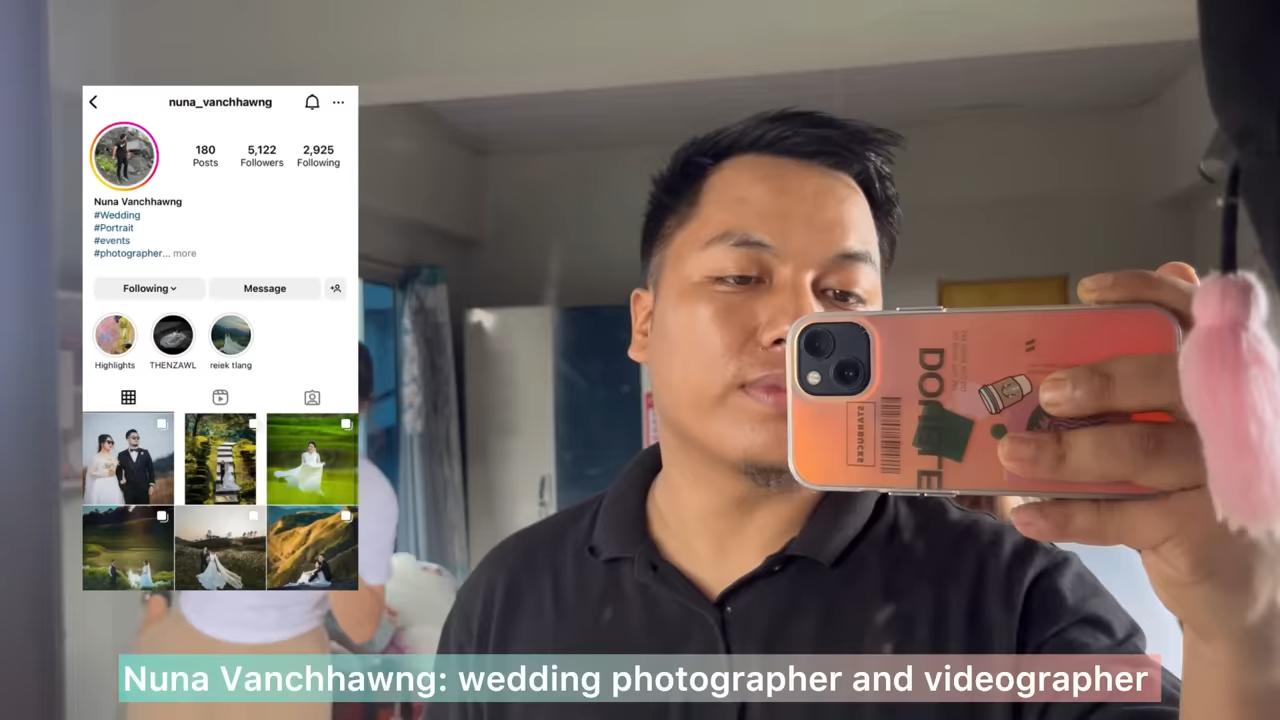 nuna_vanchhawng
180
5,122
2,925
Posts
Followers
Following
Nuna Vanchhawng
#Wedding
#Portrait
#events
#photographer... more
Following
Message
Highlights
THENZAWL
reiek tlang
STARBUCKS
Nuna Vanchhawng: wedding photographer and videographer